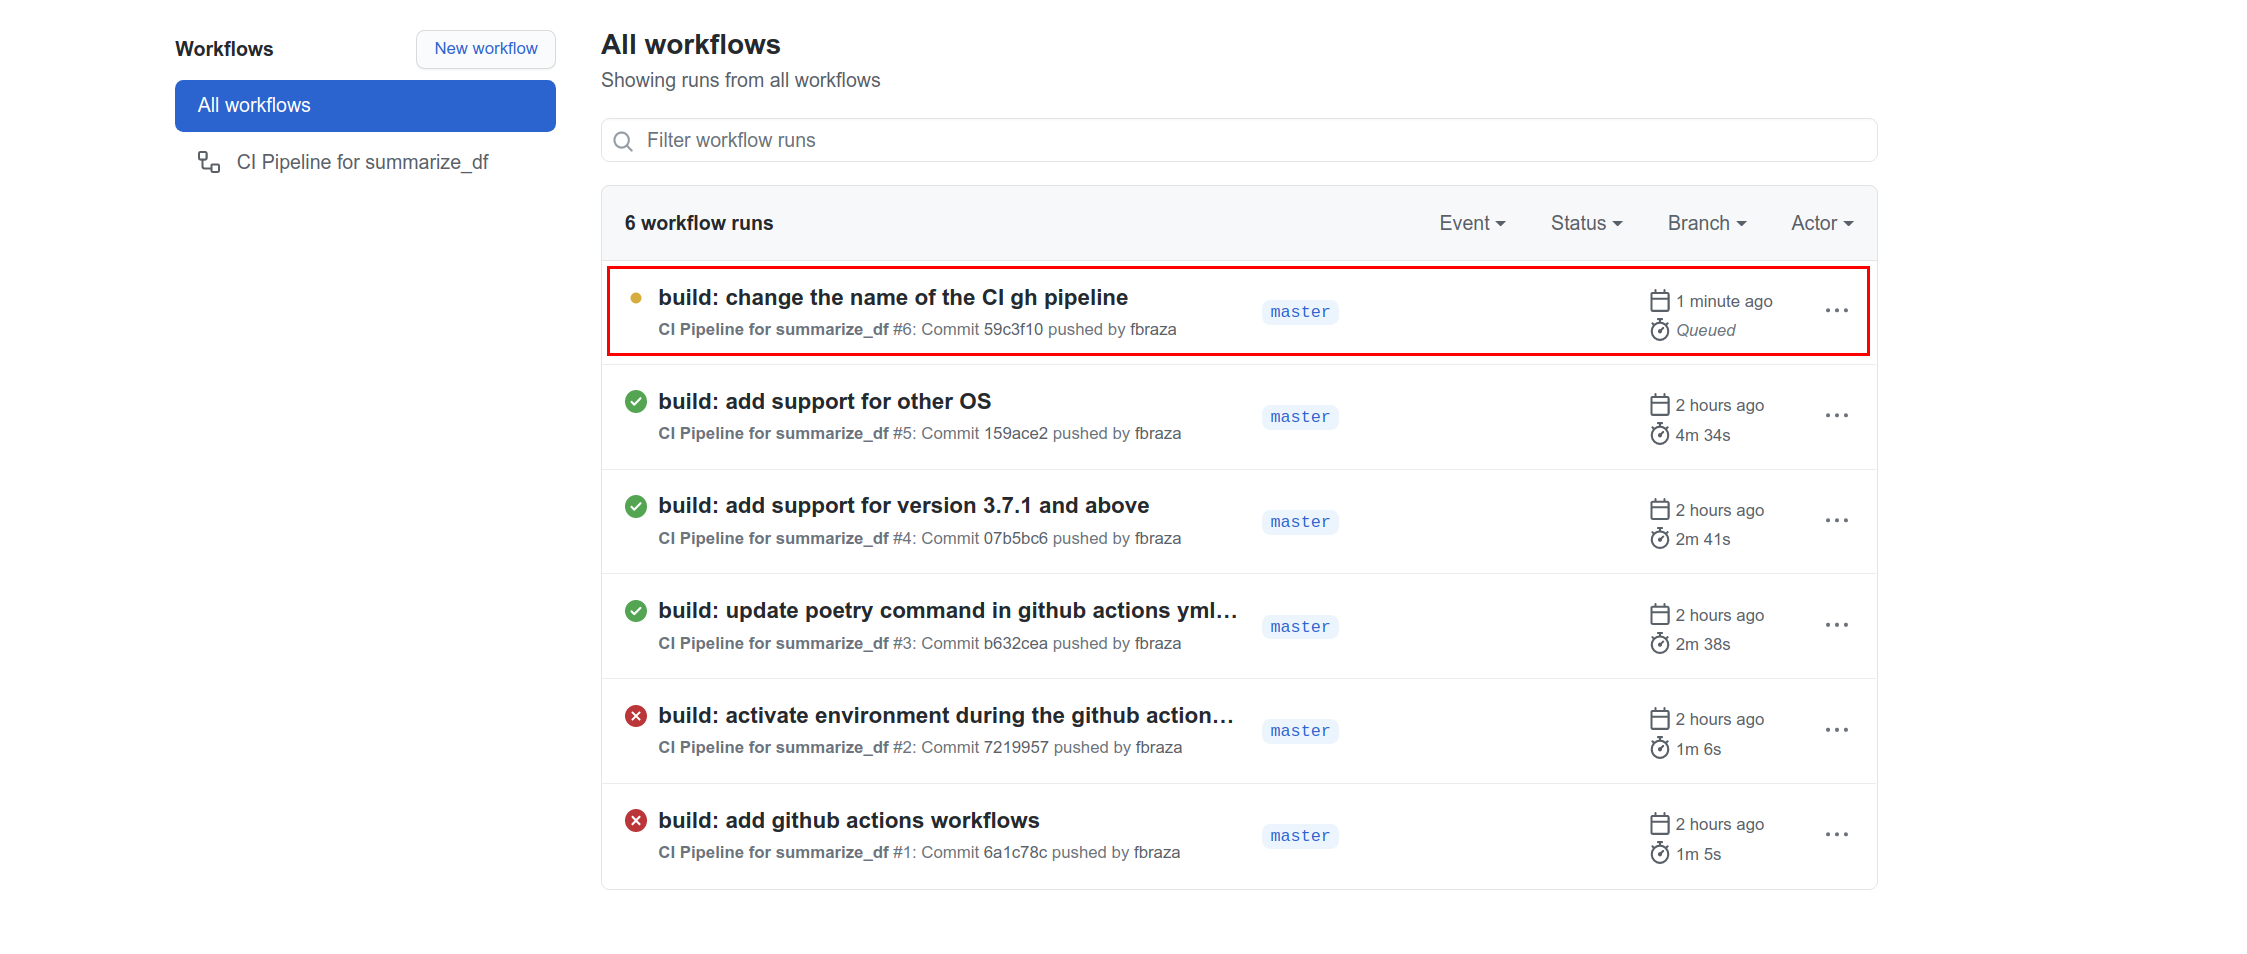 Workflows
New workflow
All workflows
CI Pipeline for summarize_df
All workflows
Showing runs from all workflows
Filter workflow runs
6 workflow runs
Event
Status
Branch
Actor
build: change the name of the CI gh pipeline
CI Pipeline for summarize_df #6: Commit 59c3f10 pushed by fbraza
master
1 minute ago
Queued
build: add support for other OS
CI Pipeline for summarize_df #5: Commit 159ace2 pushed by fbraza
master
2 hours ago
4m 34s
build: add support for version 3.7.1 and above
CI Pipeline for summarize_df #4: Commit 07b5bc6 pushed by fbraza
master
2 hours ago
2m 41s
build: update poetry command in github actions yml…
CI Pipeline for summarize_df #3: Commit b632cea pushed by fbraza
master
2 hours ago
2m 38s
build: activate environment during the github action…
CI Pipeline for summarize_df #2: Commit 7219957 pushed by fbraza
master
2 hours ago
1m 6s
build: add github actions workflows
CI Pipeline for summarize_df #1: Commit 6a1c78c pushed by fbraza
master
2 hours ago
1m 5s